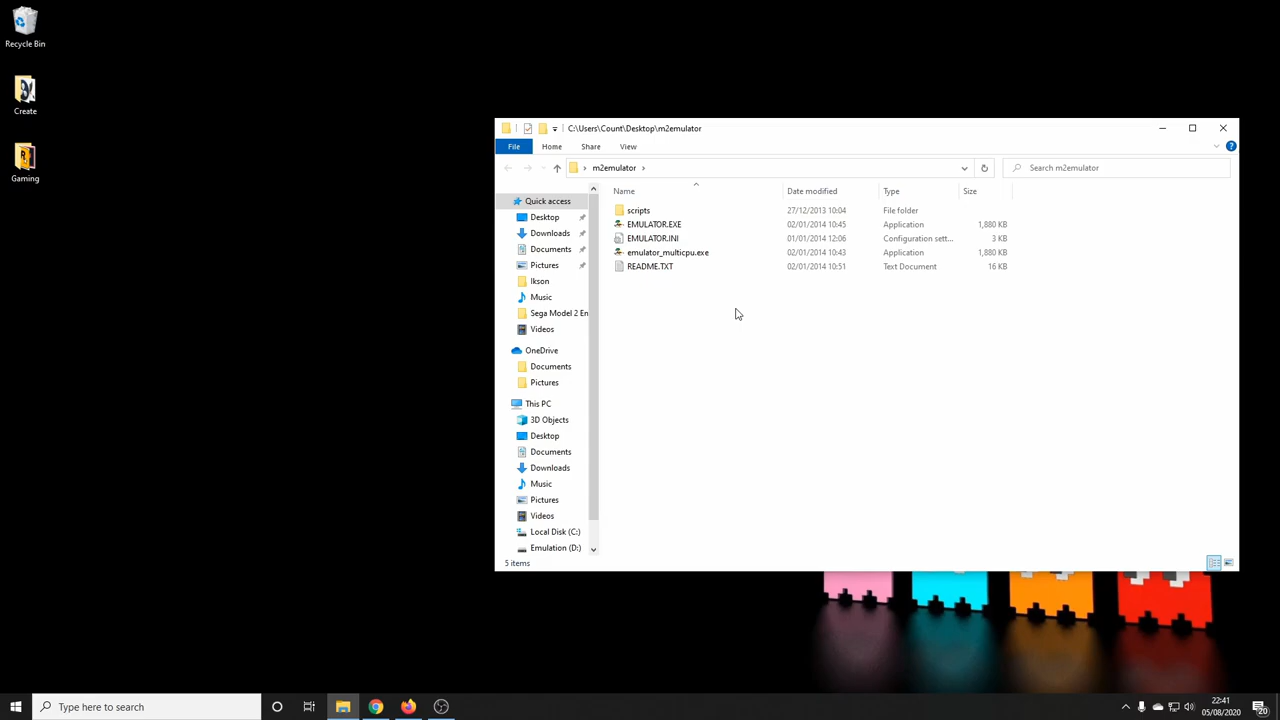 Recycle Bin
Create
Gaming
C:\Users\Count\Desktop\m2emulator
File Home Share View
m2emulator
Search m2emulator
Name Date modified Type Size
scripts 27/12/2013 10:04 File folder
EMULATOR.EXE 02/01/2014 10:45 Application 1,880 KB
EMULATOR.INI 01/01/2014 12:06 Configuration sett... 3 KB
emulator_multicpu.exe 02/01/2014 10:43 Application 1,880 KB
README.TXT 02/01/2014 10:51 Text Document 16 KB
Quick access
Desktop
Downloads
Documents
Pictures
Ikson
Music
Sega Model 2 En
Videos
OneDrive
Documents
Pictures
This PC
3D Objects
Desktop
Documents
Downloads
Music
Pictures
Videos
Local Disk (C:)
Emulation (D:)
5 items
Type here to search
22:41
05/08/2020
20